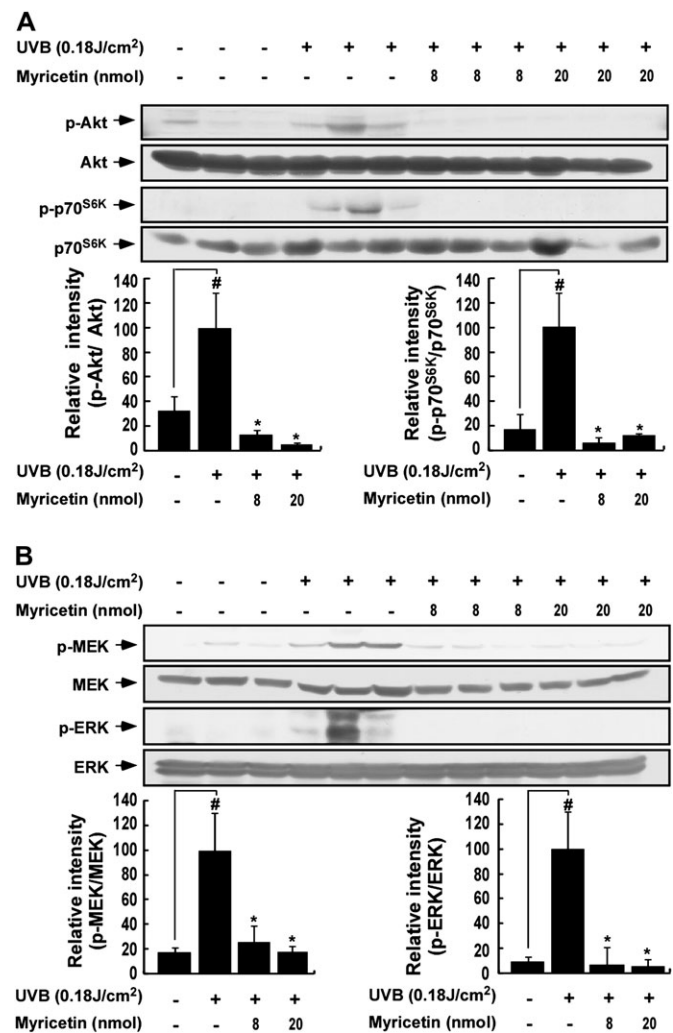 A
UVB (0.18J/cm²) - - - + + + + + + + + +
Myricetin (nmol) - - - - - - 8 8 8 20 20 20
p-Akt
Akt
p-p70S6K
p70S6K
140 120 100 80 60 40 20 0
Relative intensity
(p-Akt/ Akt)
# * *
UVB (0.18J/cm²) - + + +
Myricetin (nmol) - - 8 20
140 120 100 80 60 40 20 0
Relative intensity
(p-p70S6K/p70S6K)
# * *
UVB (0.18J/cm²) - + + +
Myricetin (nmol) - - 8 20
B
UVB (0.18J/cm²) - - - + + + + + + + + +
Myricetin (nmol) - - - - - - 8 8 8 20 20 20
p-MEK
MEK
p-ERK
ERK
140 120 100 80 60 40 20 0
Relative intensity
(p-MEK/MEK)
# * *
UVB (0.18J/cm²) - + + +
Myricetin (nmol) - - 8 20
140 120 100 80 60 40 20 0
Relative intensity
(p-ERK/ERK)
# * *
UVB (0.18J/cm²) - + + +
Myricetin (nmol) - - 8 20